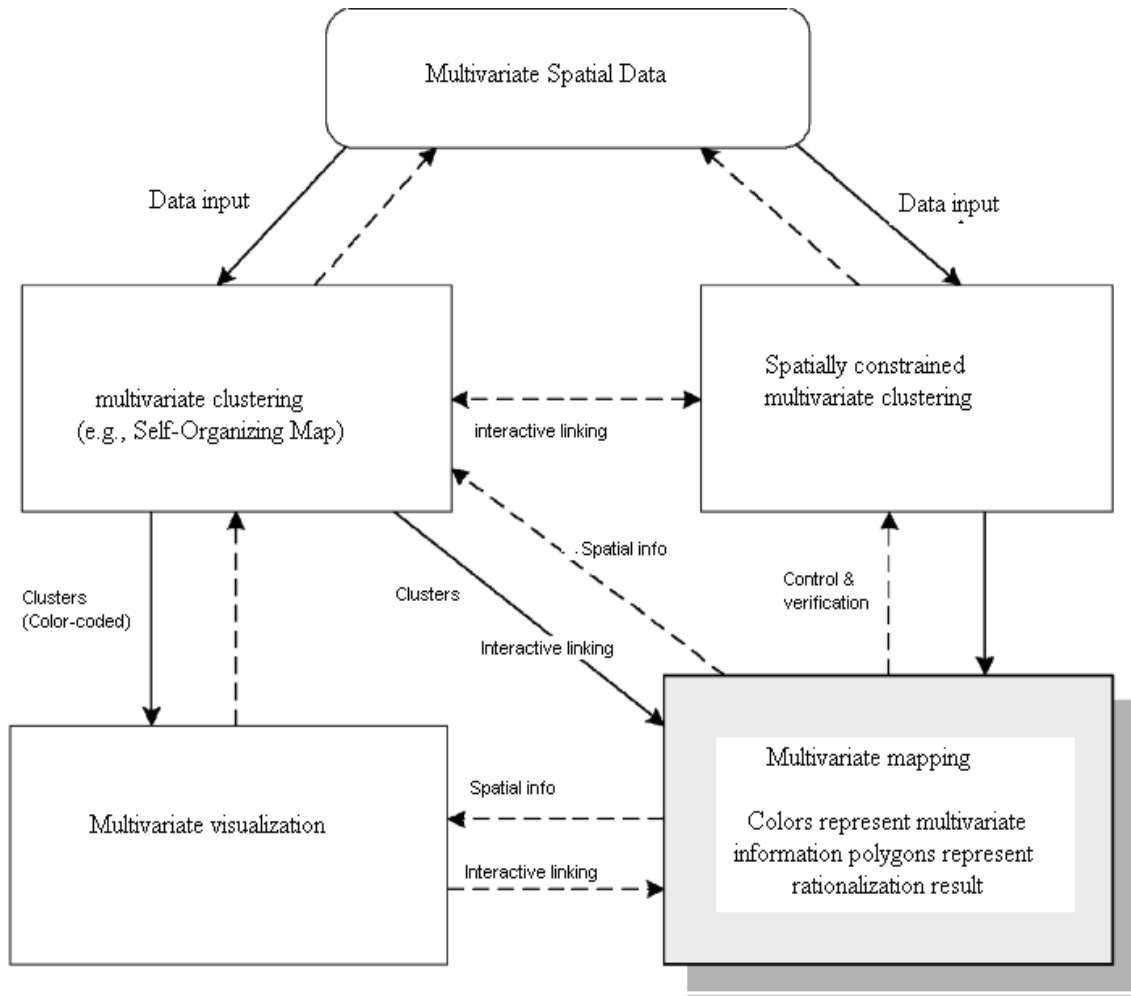 Multivariate Spatial Data
Data input
Data input
multivariate clustering
(e.g., Self-Organizing Map)
Spatially constrained
multivariate clustering
interactive linking
Clusters
(Color-coded)
Clusters
Interactive linking
Spatial info
Control &
verification
Multivariate visualization
Spatial info
Interactive linking
Multivariate mapping
Colors represent multivariate
information polygons represent
rationalization result